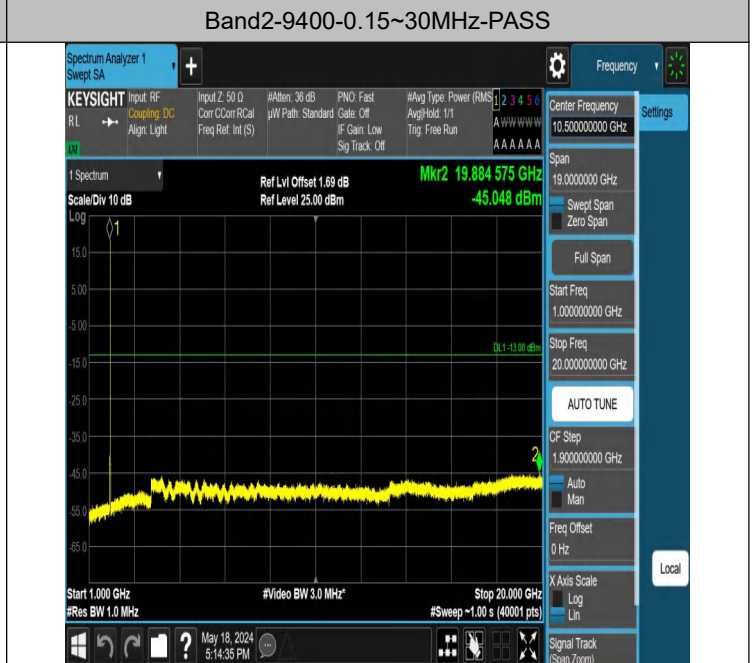 Band2-9400-0.15~30MHz-PASS
Spectrum Analyzer 1
Swept SA
Frequency
KEYSIGHT
RL
Input: RF
Coupling: DC
Align: Light
Input Z: 50 Ω
Corr CCorr RCal
Freq Ref: Int (S)
#Atten: 36 dB
µW Path: Standard
PNO: Fast
Gate: Off
IF Gain: Low
Sig Track: Off
#Avg Type: Power (RMS
Avg|Hold: 1/1
Trig: Free Run
1 2 3 4 5 6
A W W W W W
A A A A A A
1 Spectrum
Scale/Div 10 dB
Ref Lvl Offset 1.69 dB
Ref Level 25.00 dBm
Mkr2 19.884 575 GHz
-45.048 dBm
Log
1
15.0
5.00
-5.00
DL1 -13.00 dBm
-15.0
-25.0
-35.0
2
-45.0
-55.0
-65.0
Start 1.000 GHz
#Res BW 1.0 MHz
#Video BW 3.0 MHz*
Stop 20.000 GHz
#Sweep ~1.00 s (40001 pts)
Center Frequency
10.500000000 GHz
Settings
Span
19.0000000 GHz
Swept Span
Zero Span
Full Span
Start Freq
1.000000000 GHz
Stop Freq
20.000000000 GHz
AUTO TUNE
CF Step
1.900000000 GHz
Auto
Man
Freq Offset
0 Hz
X Axis Scale
Log
Lin
Local
Signal Track
(Span Zoom)
?
May 18, 2024
5:14:35 PM